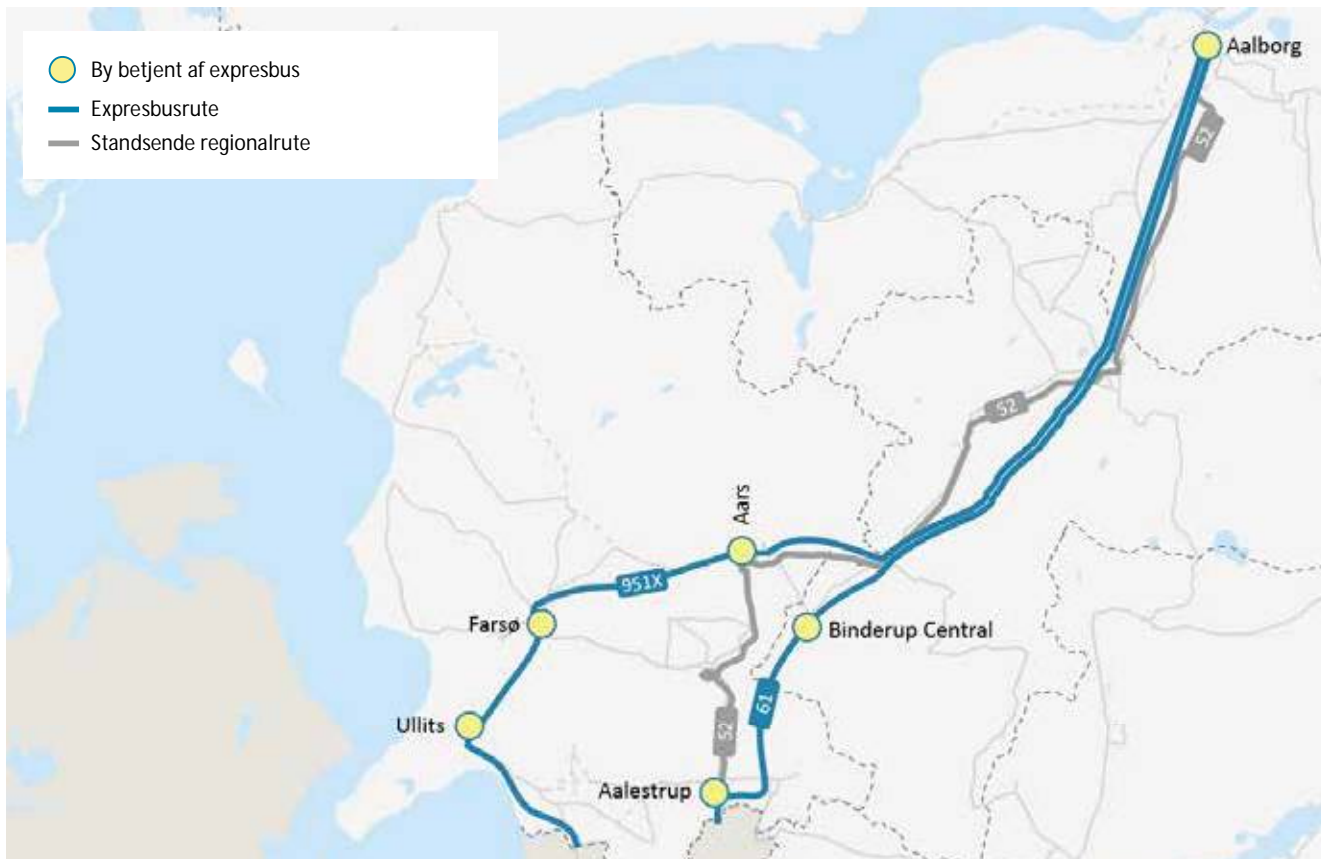 By betjent af expresbus
Expresbusrute
Standsende regionalrute
Aalborg
52
52
Aars
951X
Farsø
Binderup Central
61
Ullits
52
Aalestrup